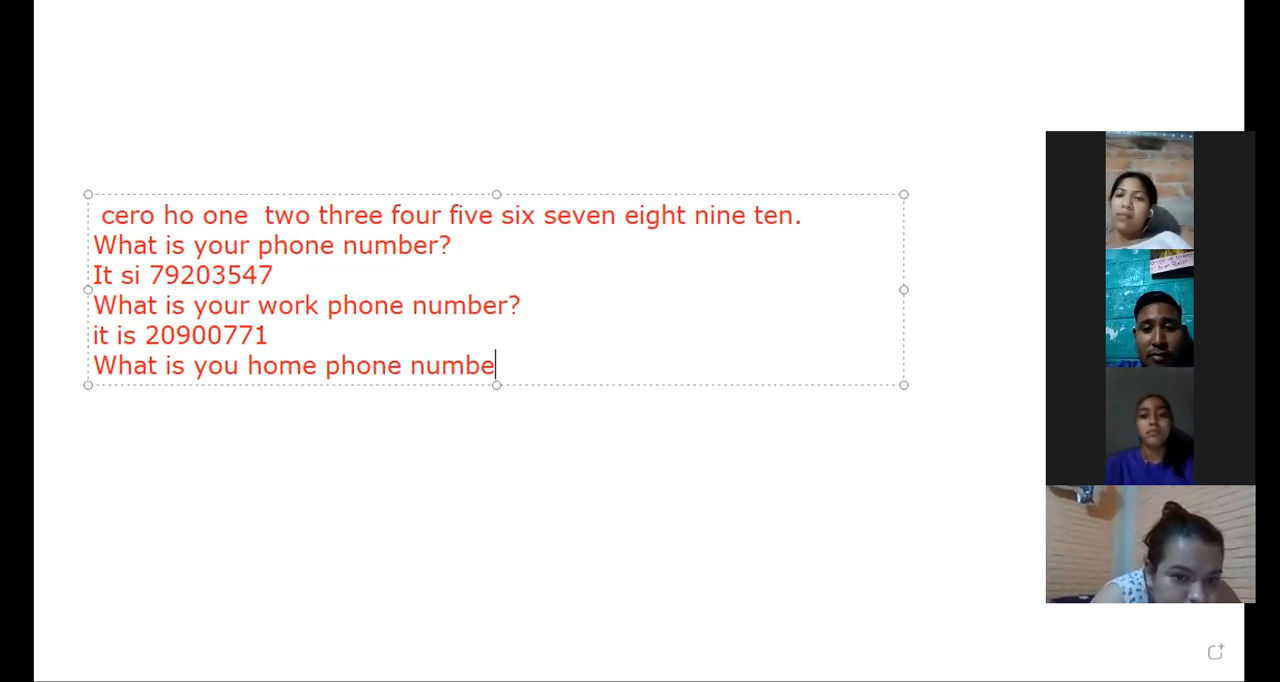 cero ho one  two three four five six seven eight nine ten.
What is your phone number?
It si 79203547
What is your work phone number?
it is 20900771
What is you home phone numbe